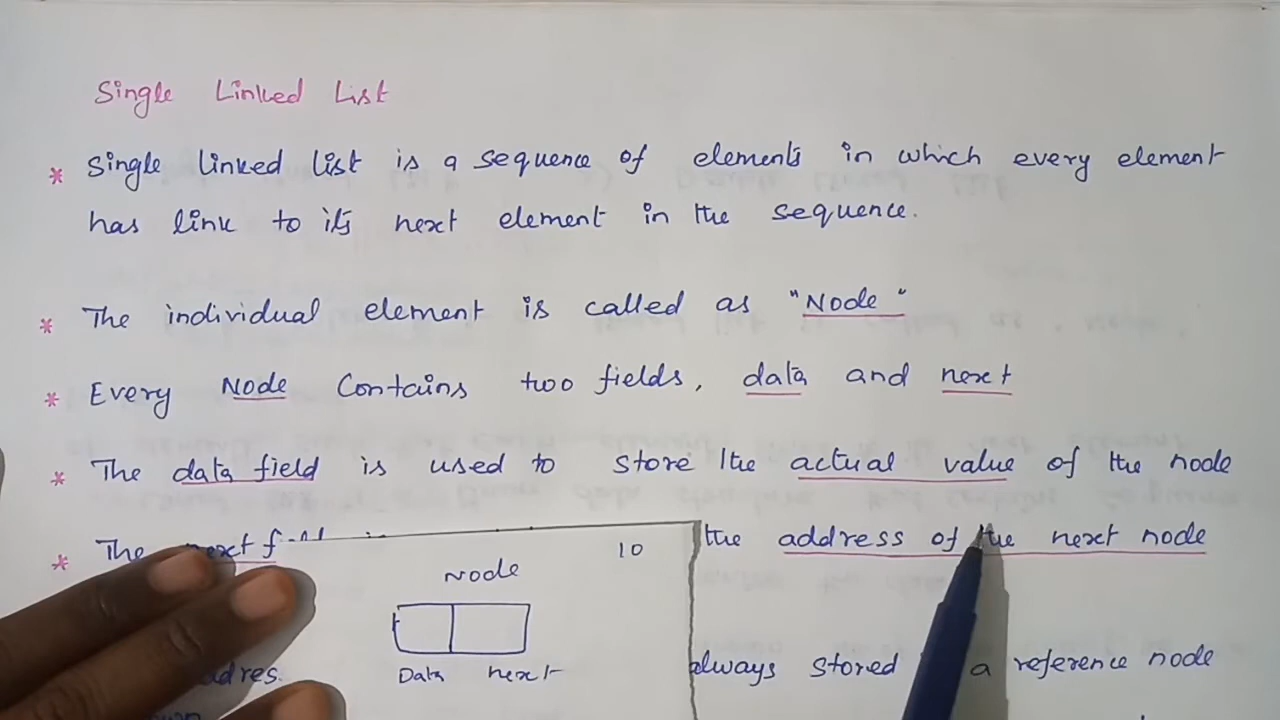 Single Linked List
* Single linked list is a sequence of elements in which every element
has link to its next element in the sequence.
* The individual element is called as "Node"
* Every Node Contains two fields, data and next
* The data field is used to store the actual value of the node
* The next field the address of the next node
always stored a reference node
Node 10
Data next